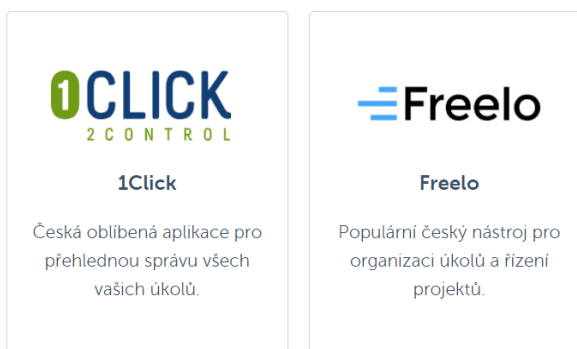 1CLICK
2CONTROL
1Click
Česká oblíbená aplikace pro
přehlednou správu všech
vašich úkolů.
Freelo
Freelo
Populární český nástroj pro
organizaci úkolů a řízení
projektů.